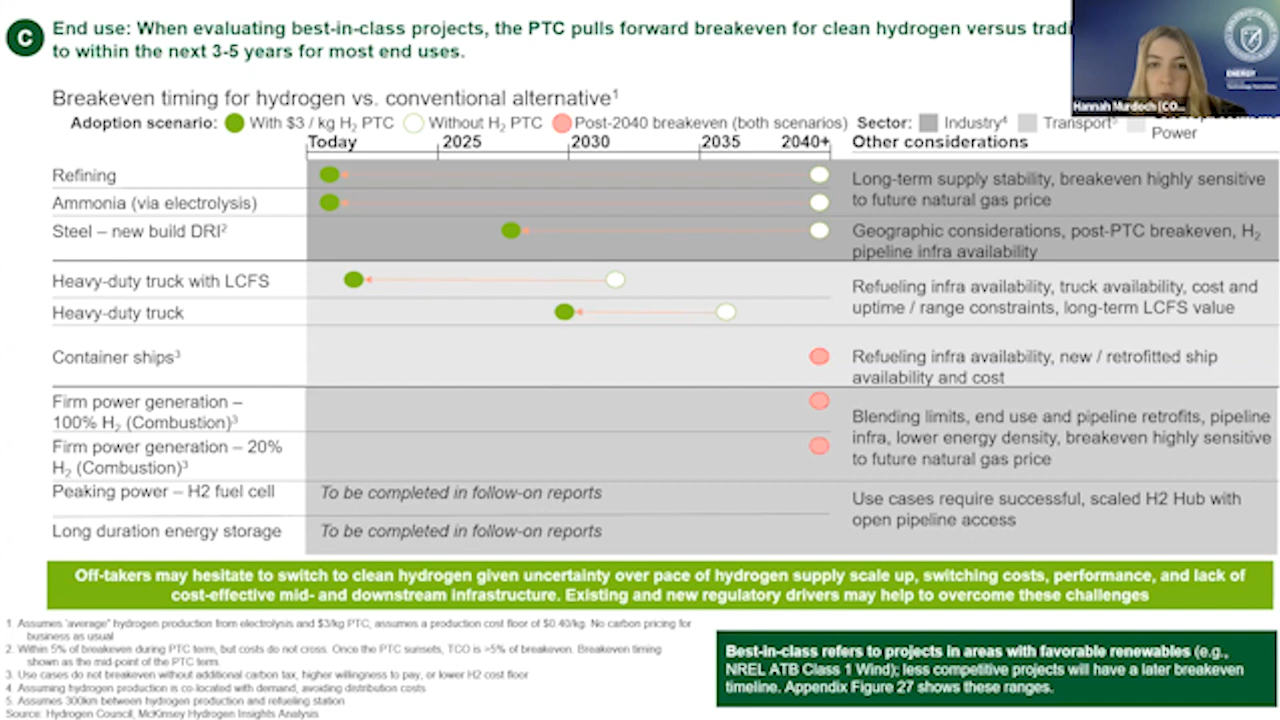 C
End use: When evaluating best-in-class projects, the PTC pulls forward breakeven for clean hydrogen versus tradi
to within the next 3-5 years for most end uses.
Hannah Murdoch (CO...
ENERGY
Breakeven timing for hydrogen vs. conventional alternative¹
Adoption scenario: With $3 / kg H₂ PTC Without H₂ PTC Post-2040 breakeven (both scenarios) Sector: Industry⁴ Transport⁵
Power
Today 2025 2030 2035 2040+ Other considerations
Refining
Ammonia (via electrolysis)
Long-term supply stability, breakeven highly sensitive
to future natural gas price
Steel – new build DRI²
Geographic considerations, post-PTC breakeven, H₂
pipeline infra availability
Heavy-duty truck with LCFS
Heavy-duty truck
Refueling infra availability, truck availability, cost and
uptime / range constraints, long-term LCFS value
Container ships³
Refueling infra availability, new / retrofitted ship
availability and cost
Firm power generation –
100% H₂ (Combustion)³
Firm power generation – 20%
H₂ (Combustion)³
Blending limits, end use and pipeline retrofits, pipeline
infra, lower energy density, breakeven highly sensitive
to future natural gas price
Peaking power – H2 fuel cell To be completed in follow-on reports
Long duration energy storage To be completed in follow-on reports
Use cases require successful, scaled H2 Hub with
open pipeline access
Off-takers may hesitate to switch to clean hydrogen given uncertainty over pace of hydrogen supply scale up, switching costs, performance, and lack of
cost-effective mid- and downstream infrastructure. Existing and new regulatory drivers may help to overcome these challenges
1. Assumes 'average" hydrogen production from electrolysis and $3/kg PTC; assumes a production cost floor of $0.40/kg. No carbon pricing for
business as usual
2. Within 5% of breakeven during PTC term, but costs do not cross. Once the PTC sunsets, TCO is >5% of breakeven. Breakeven timing
shown as the mid-point of the PTC term.
3. Use cases do not breakeven without additional carbon tax, higher willingness to pay, or lower H2 cost floor
4. Assuming hydrogen production is co-located with demand, avoiding distribution costs
5. Assumes 300km between hydrogen production and refueling station
Source: Hydrogen Council, McKinsey Hydrogen Insights Analysis
Best-in-class refers to projects in areas with favorable renewables (e.g.,
NREL ATB Class 1 Wind); less competitive projects will have a later breakeven
timeline. Appendix Figure 27 shows these ranges.